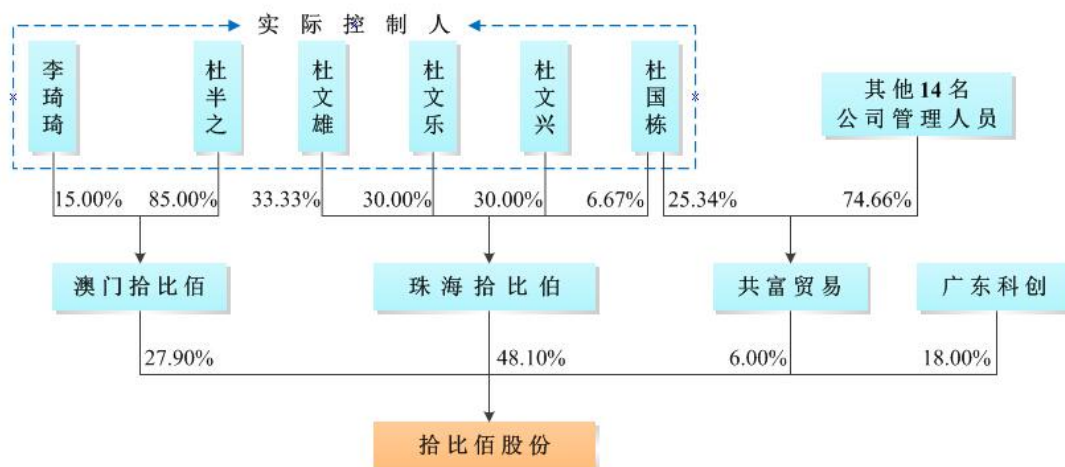 实际控制人
李琦琦
杜半之
杜文雄
杜文乐
杜文兴
杜国栋
其他14名
公司管理人员
15.00% 85.00% 33.33% 30.00% 30.00% 6.67% 25.34% 74.66%
澳门拾比佰 珠海拾比伯 共富贸易 广东科创
27.90% 48.10% 6.00% 18.00%
拾比佰股份